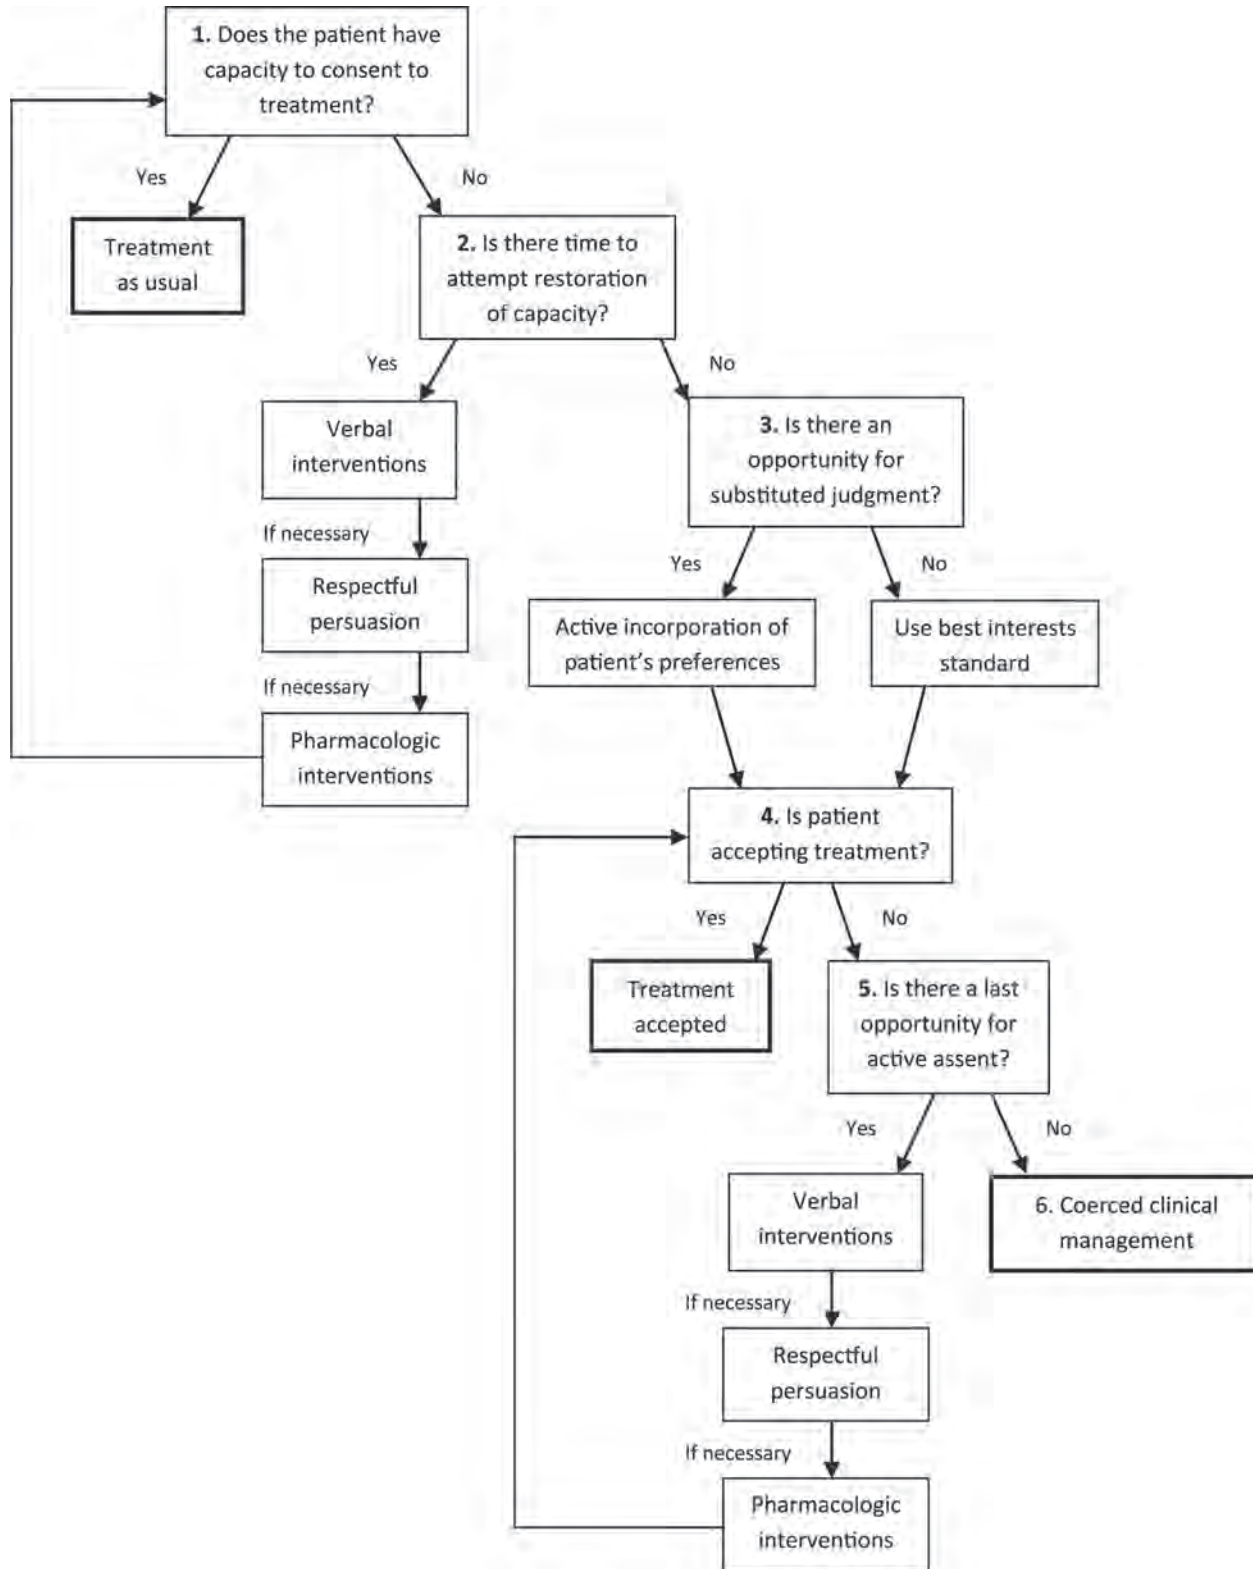 1. Does the patient have
capacity to consent to
treatment?
Yes
No
Treatment
as usual
2. Is there time to
attempt restoration
of capacity?
Yes
No
Verbal
interventions
3. Is there an
opportunity for
substituted judgment?
If necessary
Respectful
persuasion
Yes
No
Active incorporation of
patient's preferences
Use best interests
standard
If necessary
Pharmacologic
interventions
4. Is patient
accepting treatment?
Yes
No
Treatment
accepted
5. Is there a last
opportunity for
active assent?
Yes
No
Verbal
interventions
6. Coerced clinical
management
If necessary
Respectful
persuasion
If necessary
Pharmacologic
interventions